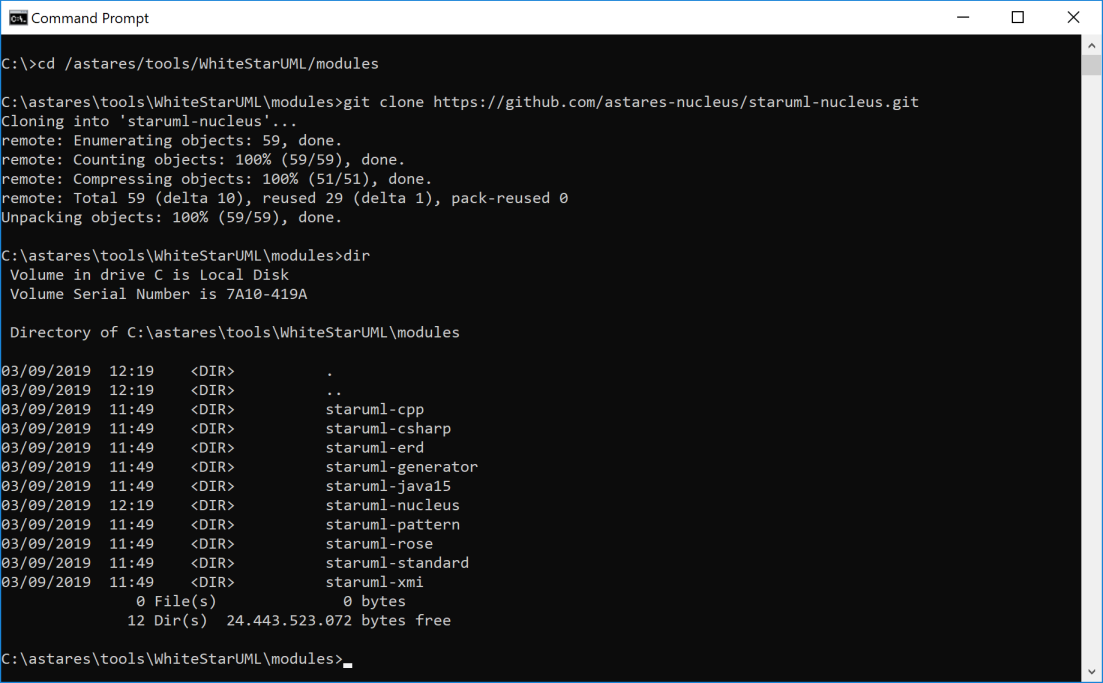 Command Prompt
C:\>cd /astares/tools/WhiteStarUML/modules
C:\astares\tools\WhiteStarUML\modules>git clone https://github.com/astares-nucleus/staruml-nucleus.git
Cloning into 'staruml-nucleus'...
remote: Enumerating objects: 59, done.
remote: Counting objects: 100% (59/59), done.
remote: Compressing objects: 100% (51/51), done.
remote: Total 59 (delta 10), reused 29 (delta 1), pack-reused 0
Unpacking objects: 100% (59/59), done.
C:\astares\tools\WhiteStarUML\modules>dir
 Volume in drive C is Local Disk
 Volume Serial Number is 7A10-419A
 Directory of C:\astares\tools\WhiteStarUML\modules
03/09/2019  12:19    <DIR>          .
03/09/2019  12:19    <DIR>          ..
03/09/2019  11:49    <DIR>          staruml-cpp
03/09/2019  11:49    <DIR>          staruml-csharp
03/09/2019  11:49    <DIR>          staruml-erd
03/09/2019  11:49    <DIR>          staruml-generator
03/09/2019  11:49    <DIR>          staruml-java15
03/09/2019  12:19    <DIR>          staruml-nucleus
03/09/2019  11:49    <DIR>          staruml-pattern
03/09/2019  11:49    <DIR>          staruml-rose
03/09/2019  11:49    <DIR>          staruml-standard
03/09/2019  11:49    <DIR>          staruml-xmi
               0 File(s)              0 bytes
              12 Dir(s)  24.443.523.072 bytes free
C:\astares\tools\WhiteStarUML\modules>